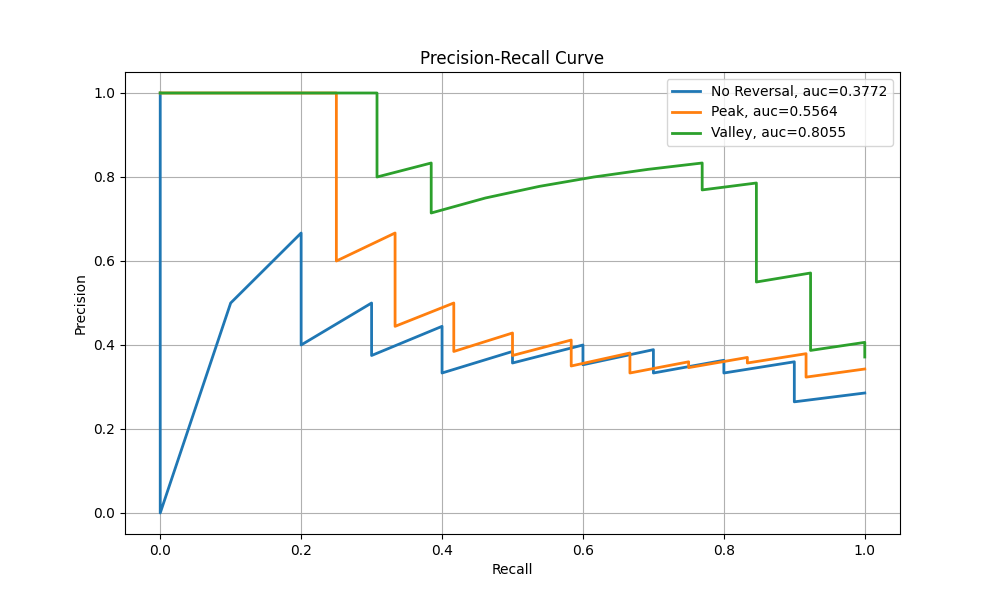 Precision-Recall Curve
No Reversal, auc=0.3772
Peak, auc=0.5564
Valley, auc=0.8055
Precision
1.0
0.8
0.6
0.4
0.2
0.0
0.0 0.2 0.4 0.6 0.8 1.0
Recall